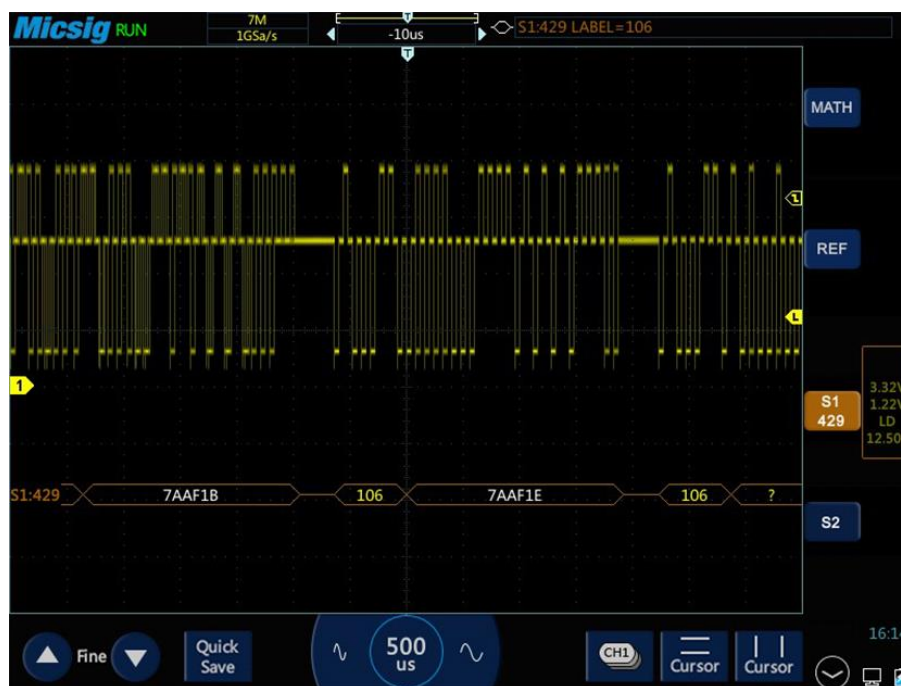 Micsig RUN
7M
1GSa/s
T
-10us
S1:429 LABEL=106
T
MATH
REF
L
1
S1
429
3.32V
1.22V
LD
12.50
S1:429
7AAF1B
106
7AAF1E
106
?
S2
Fine
Quick
Save
500
us
CH1
Cursor
Cursor
16:14